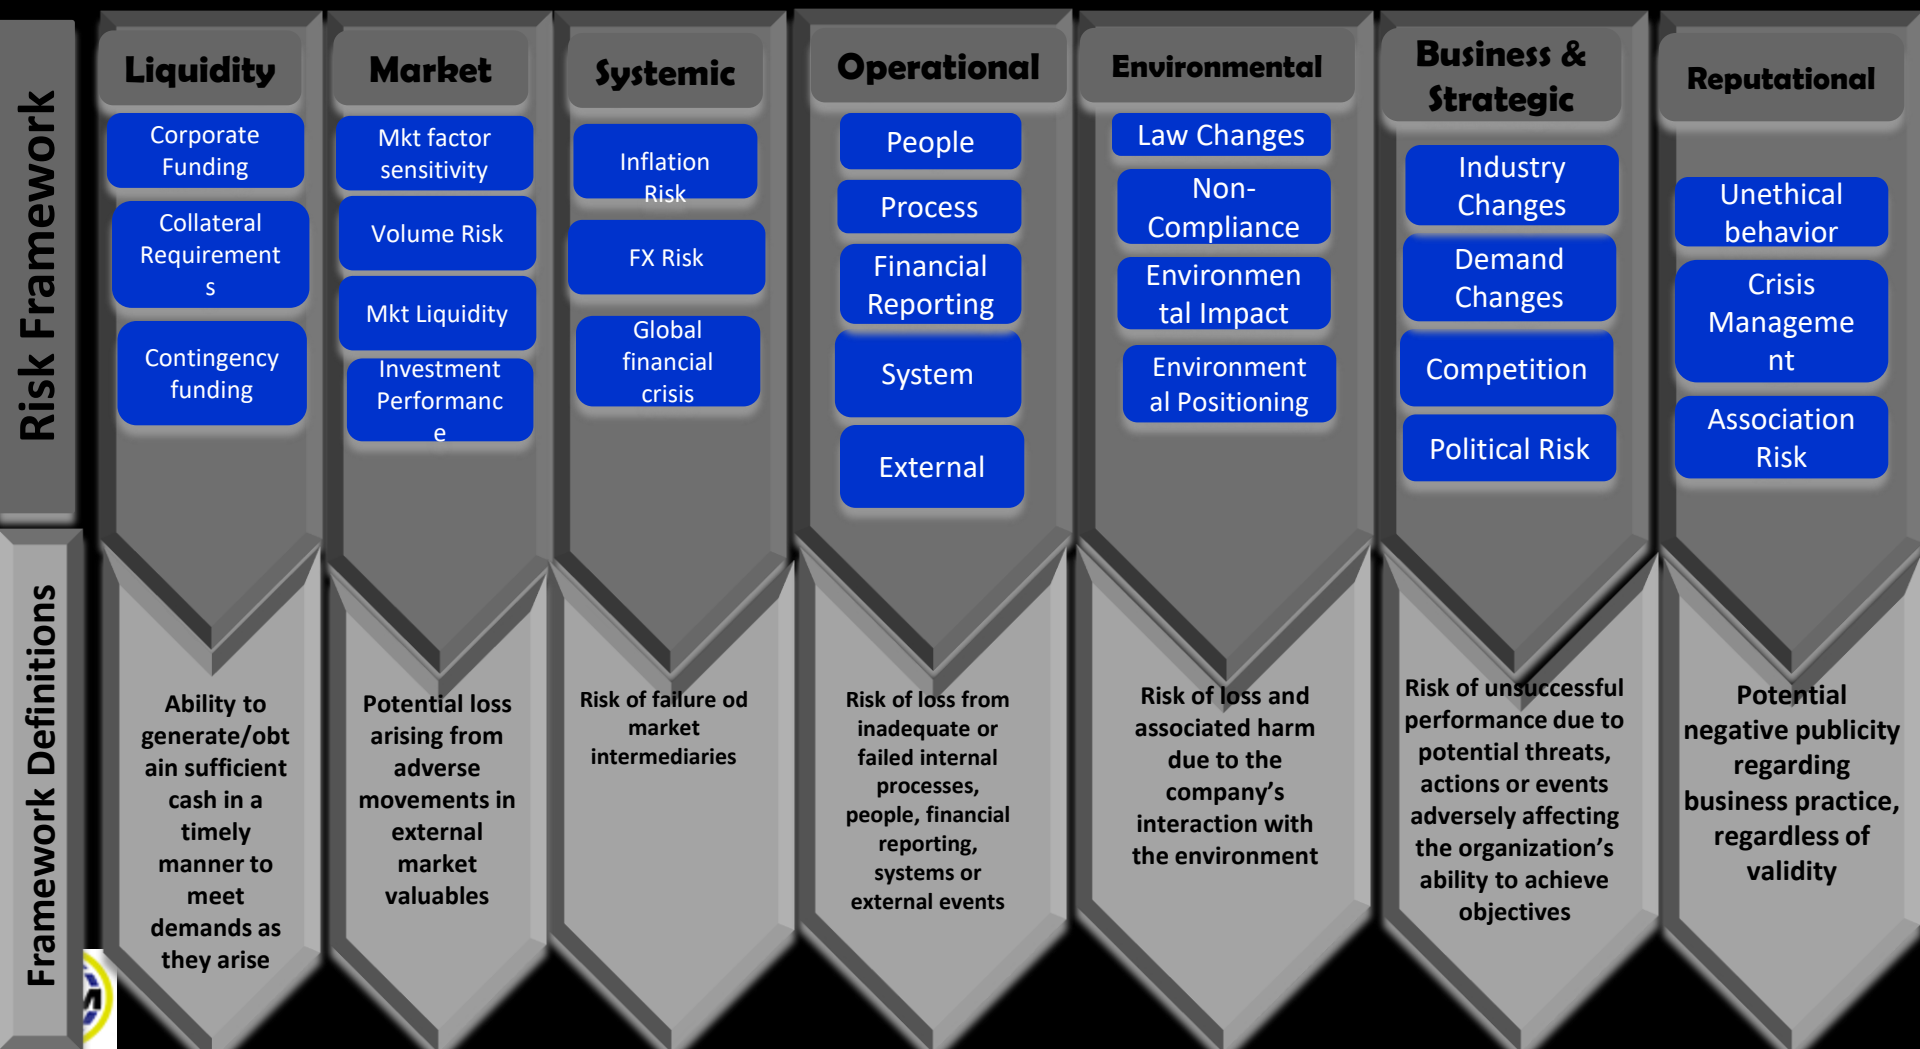 Risk Framework
Liquidity
Corporate
Funding
Collateral
Requirement
s
Contingency
funding
Market
Mkt factor
sensitivity
Volume Risk
Mkt Liquidity
Investment
Performanc
e
Systemic
Inflation
Risk
FX Risk
Global
financial
crisis
Operational
People
Process
Financial
Reporting
System
External
Environmental
Law Changes
Non-
Compliance
Environmen
tal Impact
Environment
al Positioning
Business &
Strategic
Industry
Changes
Demand
Changes
Competition
Political Risk
Reputational
Unethical
behavior
Crisis
Manageme
nt
Association
Risk
Framework Definitions
Ability to
generate/obt
ain sufficient
cash in a
timely
manner to
meet
demands as
they arise
Potential loss
arising from
adverse
movements in
external
market
valuables
Risk of failure od
market
intermediaries
Risk of loss from
inadequate or
failed internal
processes,
people, financial
reporting,
systems or
external events
Risk of loss and
associated harm
due to the
company's
interaction with
the environment
Risk of unsuccessful
performance due to
potential threats,
actions or events
adversely affecting
the organization's
ability to achieve
objectives
Potential
negative publicity
regarding
business practice,
regardless of
validity